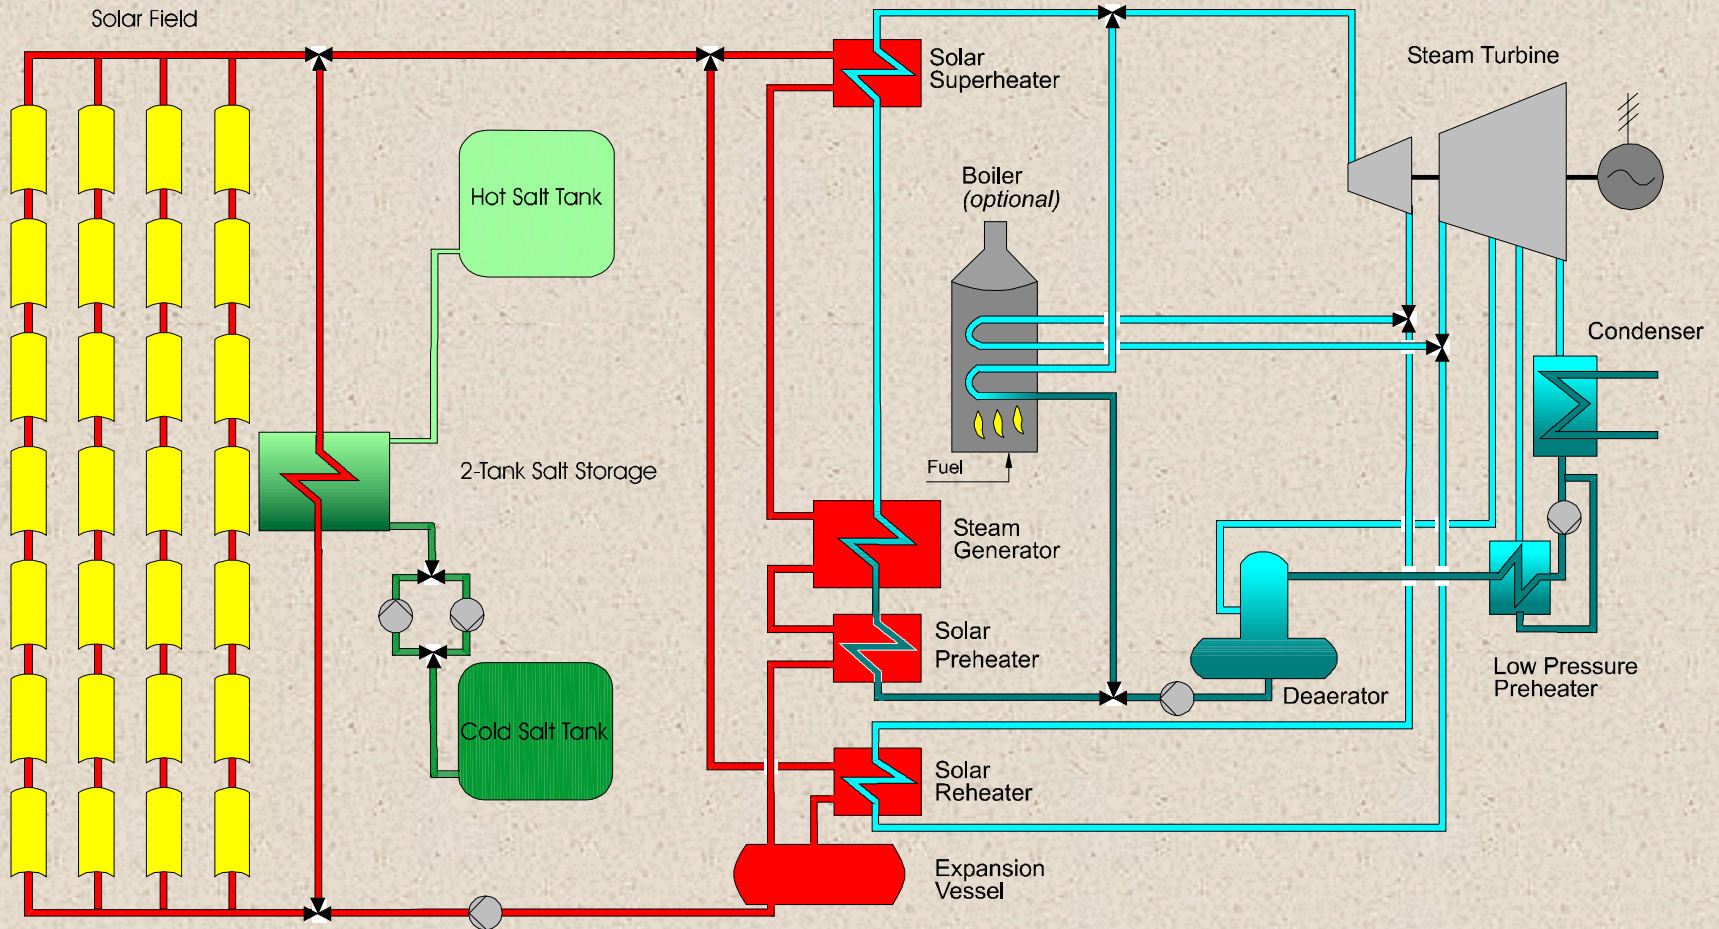 Solar Field
Solar
Superheater
Steam Turbine
Hot Salt Tank
Boiler
(optional)
Condenser
Fuel
2-Tank Salt Storage
Steam
Generator
Solar
Preheater
Low Pressure
Preheater
Deaerator
Cold Salt Tank
Solar
Reheater
Expansion
Vessel